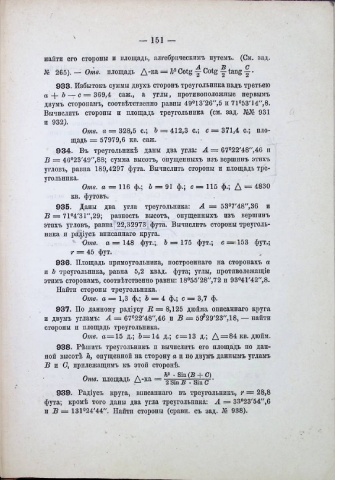 — 151 —
найти его стороны и площадь, алгебраическимъ путемъ. (См. зад.
№ 265). — Отв. площадь △-ка = h² Cotg A/2 Cotg B/2 tang C/2.
933. Избытокъ суммы двухъ сторонъ треугольника надъ третьею
a + b — c = 369,4 саж., а углы, противоположные первымъ
двумъ сторонамъ, соотвѣтственно равны 49°13'26",5 и 71°53'14",8.
Вычислить стороны и площадь треугольника (см. зад. №№ 931
и 932).
Отв. a = 328,5 с.; b = 412,3 с.; c = 371,4 с.; пло-
щадь = 57979,6 кв. саж.
934. Въ треугольникѣ даны два угла: A = 67°22'48",46 и
B = 46°23'49",88; сумма высотъ, опущенныхъ изъ вершинъ этихъ
угловъ, равна 189,4297 фута. Вычислить стороны и площадь тре-
угольника.
Отв. a = 116 ф.; b = 91 ф.; c = 115 ф.; △ = 4830
кв. футовъ.
935. Даны два угла треугольника: A = 53°7'48",36 и
B = 71°4'31",29; разность высотъ, опущенныхъ изъ вершинъ
этихъ угловъ, равна 22,32973 фута. Вычислить стороны треуголь-
ника и радіусъ вписаннаго круга.
Отв. a = 148 фут.; b = 175 фут.; c = 153 фут.;
r = 45 фут.
936. Площадь прямоугольника, построеннаго на сторонахъ a
и b треугольника, равна 5,2 квад. фута; углы, противолежащіе
этимъ сторонамъ, соотвѣтственно равны: 18°55'28",72 и 93°41'42",8.
Найти стороны треугольника.
Отв. a = 1,3 ф.; b = 4 ф.; c = 3,7 ф.
937. По данному радіусу R = 8,125 дюйма описаннаго круга
и двумъ угламъ: A = 67°22'48",46 и B = 59°29'23",18, — найти
стороны и площадь треугольника.
Отв. a = 15 д.; b = 14 д.; c = 13 д.; △ = 84 кв. дюйм.
938. Рѣшить треугольникъ и вычислить его площадь по дан-
ной высотѣ h, опущенной на сторону a и по двумъ даннымъ угламъ
B и C, прилежащимъ къ этой сторонѣ.
Отв. площадь △-ка = h² · Sin (B + C) / 2 Sin B · Sin C
939. Радіусъ круга, вписаннаго въ треугольникъ, r = 28,8
фута; кромѣ того даны два угла треугольника: A = 33°23'54",6
и B = 131°24'44". Найти стороны (сравн. съ зад. № 938).